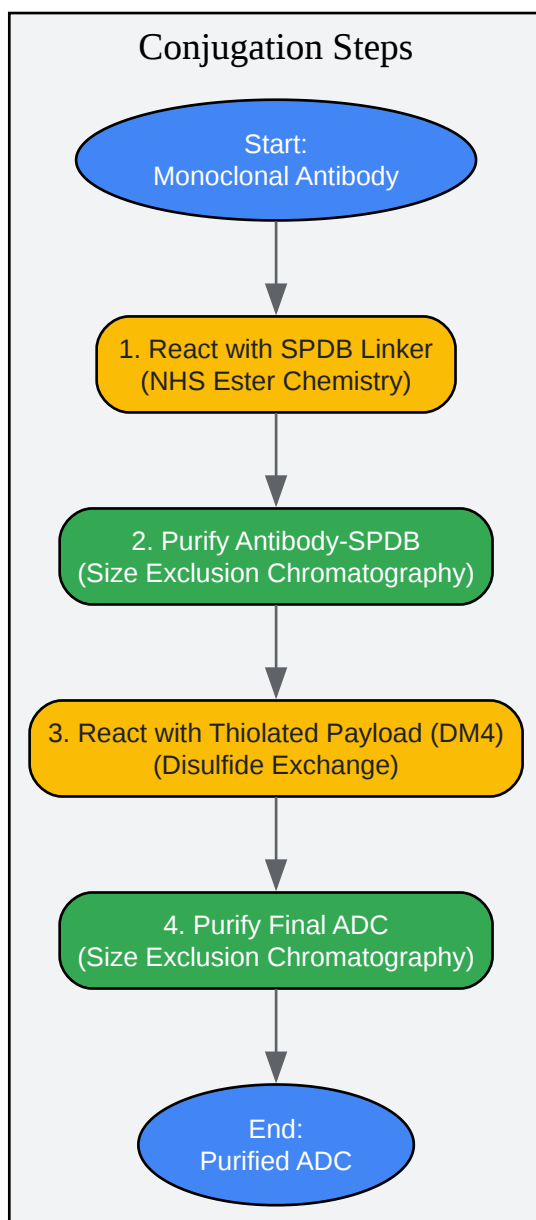 Conjugation Steps
Start:
Monoclonal Antibody
1. React with SPDB Linker
(NHS Ester Chemistry)
2. Purify Antibody-SPDB
(Size Exclusion Chromatography)
3. React with Thiolated Payload (DM4)
(Disulfide Exchange)
4. Purify Final ADC
(Size Exclusion Chromatography)
End:
Purified ADC